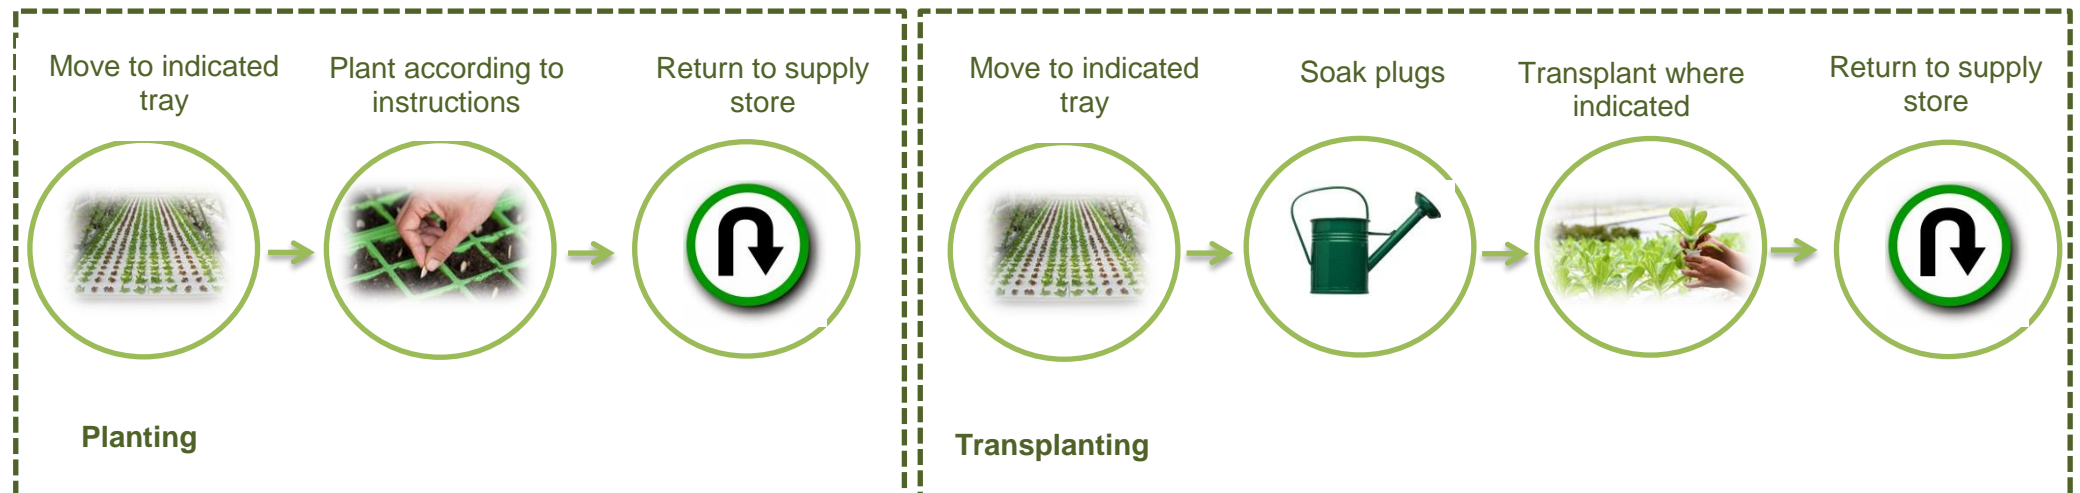 Move to indicated
tray
Plant according to
instructions
Return to supply
store
Planting
Move to indicated
tray
Soak plugs
Transplant where
indicated
Return to supply
store
Transplanting